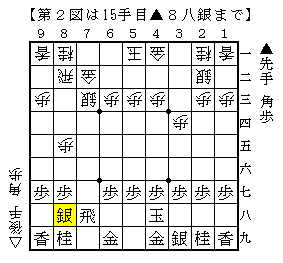 【第２図は15手目▲８八銀まで】
9 8 7 6 5 4 3 2 1
香 桂 王 金 桂 香 一
飛 金 銀 二
歩 銀 歩 歩 歩 歩 歩 三
歩 四
歩 五
六
歩 歩 歩 歩 歩 歩 歩 歩 七
銀 飛 玉 八
香 桂 金 金 銀 桂 香 九
▲先手 角歩
△後手 角歩